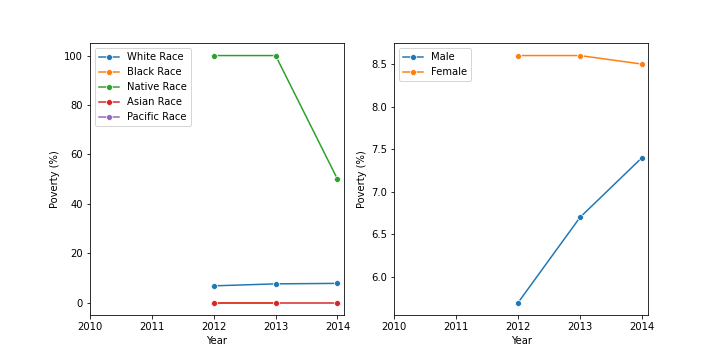 White Race
Black Race
Native Race
Asian Race
Pacific Race
100
80
60
40
20
0
Poverty (%)
2010 2011 2012 2013 2014
Year
Male
Female
8.5
8.0
7.5
7.0
6.5
6.0
Poverty (%)
2010 2011 2012 2013 2014
Year